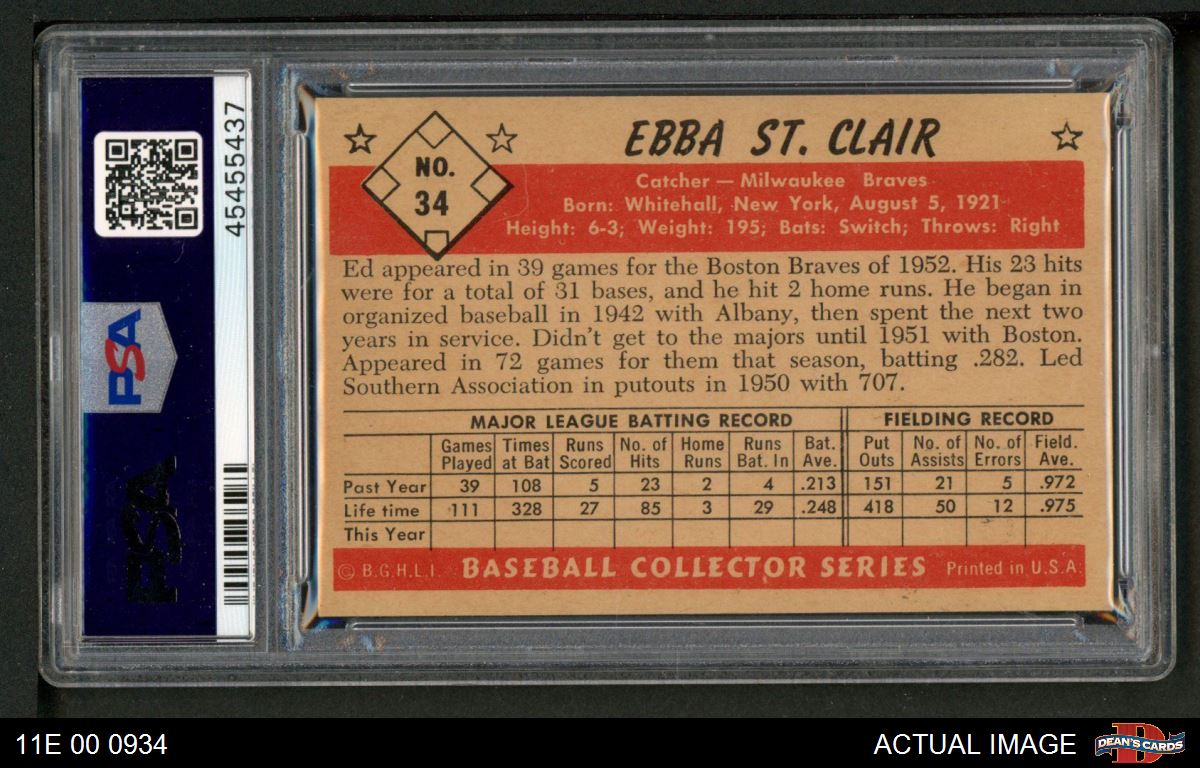 PSA
45455437
PSA
NO.
34
EBBA ST. CLAIR
Catcher — Milwaukee Braves
Born: Whitehall, New York, August 5, 1921
Height: 6-3; Weight: 195; Bats: Switch; Throws: Right
Ed appeared in 39 games for the Boston Braves of 1952. His 23 hits
were for a total of 31 bases, and he hit 2 home runs. He began in
organized baseball in 1942 with Albany, then spent the next two
years in service. Didn't get to the majors until 1951 with Boston.
Appeared in 72 games for them that season, batting .282. Led
Southern Association in putouts in 1950 with 707.
MAJOR LEAGUE BATTING RECORD FIELDING RECORD
Games Times Runs No. of Home Runs Bat. Put No. of No. of Field.
Played at Bat Scored Hits Runs Bat. In Ave. Outs Assists Errors Ave.
Past Year 39 108 5 23 2 4 .213 151 21 5 .972
Life time 111 328 27 85 3 29 .248 418 50 12 .975
This Year
© B.G.H.L.I. BASEBALL COLLECTOR SERIES Printed in U.S.A.
11E 00 0934 ACTUAL IMAGE DEAN'S CARDS